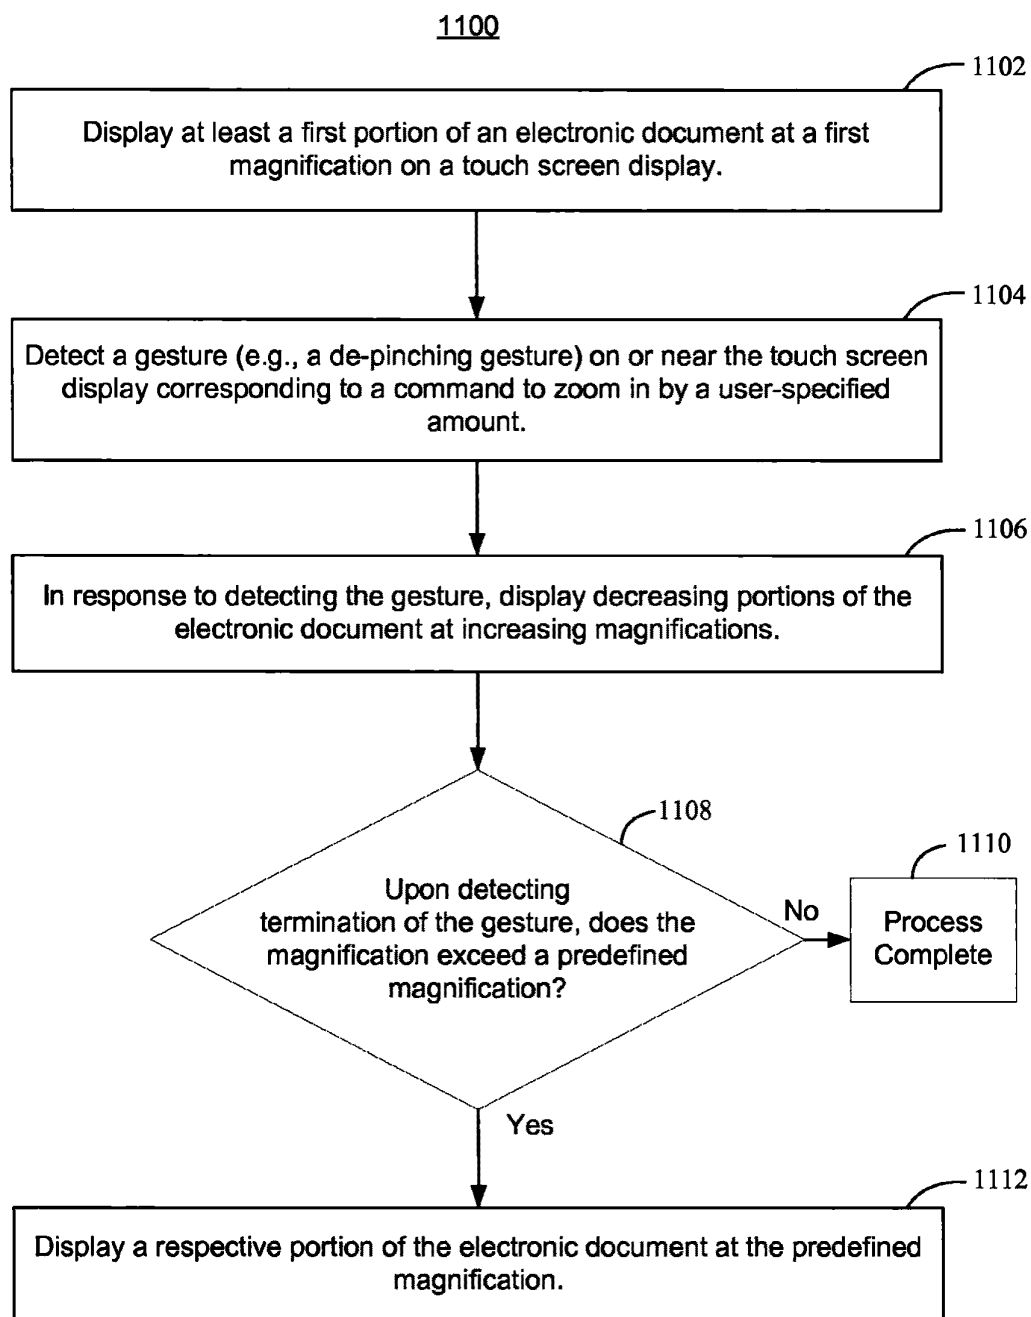 1100
1102
Display at least a first portion of an electronic document at a first
magnification on a touch screen display.
1104
Detect a gesture (e.g., a de-pinching gesture) on or near the touch screen
display corresponding to a command to zoom in by a user-specified
amount.
1106
In response to detecting the gesture, display decreasing portions of the
electronic document at increasing magnifications.
1108
Upon detecting
termination of the gesture, does the
magnification exceed a predefined
magnification?
No
1110
Process
Complete
Yes
1112
Display a respective portion of the electronic document at the predefined
magnification.